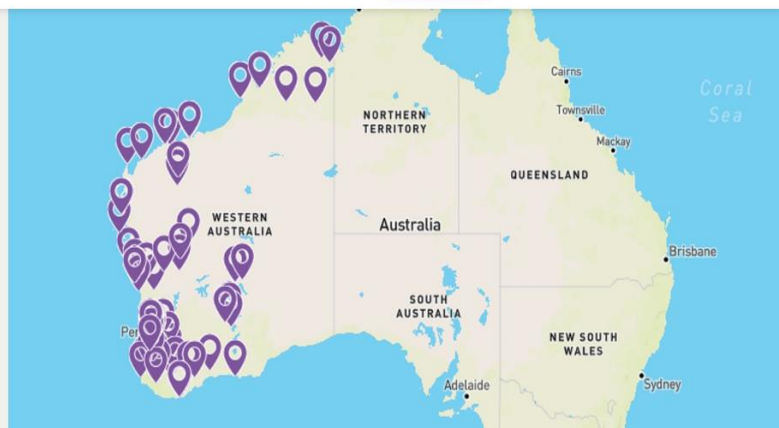 Cairns
Coral
Sea
Townsville
NORTHERN
TERRITORY
Mackay
QUEENSLAND
WESTERN
AUSTRALIA
Australia
Brisbane
SOUTH
AUSTRALIA
Per
NEW SOUTH
WALES
Adelaide
Sydney